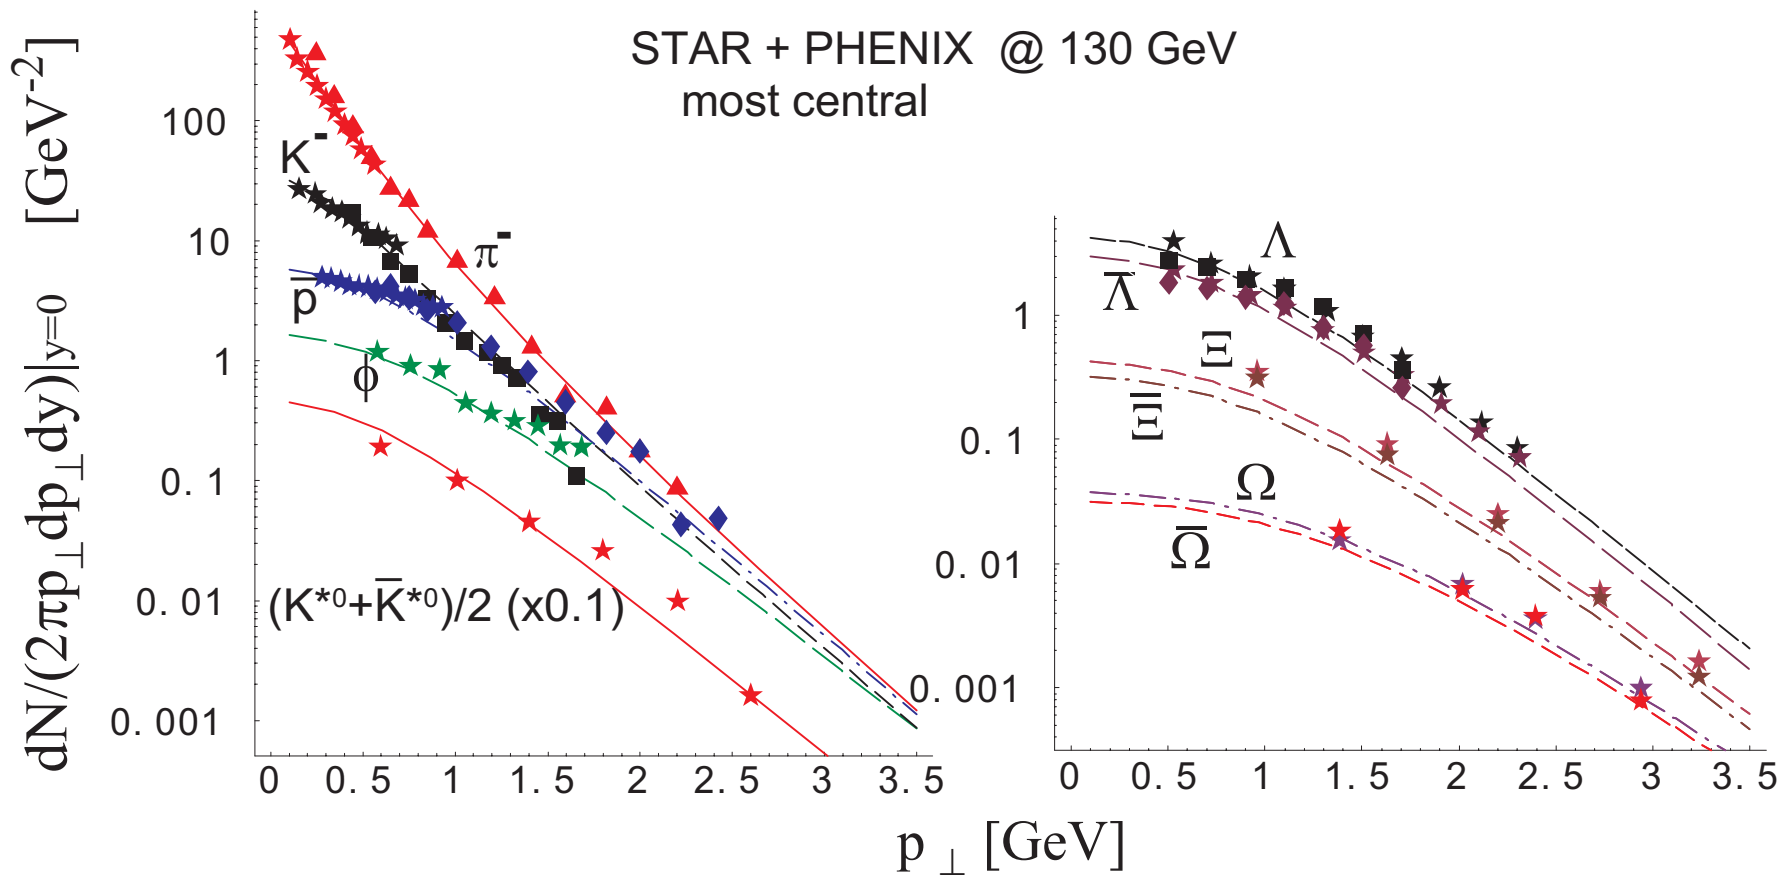 STAR + PHENIX @ 130 GeV
most central
dN/(2πp⊥dp⊥dy)|y=0 [GeV⁻²]
100
10
1
0.1
0.01
0.001
K⁻
π⁻
p̅
ϕ
(K*⁰+K̅*⁰)/2 (x0.1)
0 0.5 1 1.5 2 2.5 3 3.5
1
0.1
0.01
0.001
Λ
Λ̅
Ξ
Ξ̅
Ω
Ω̅
0 0.5 1 1.5 2 2.5 3 3.5
p⊥ [GeV]